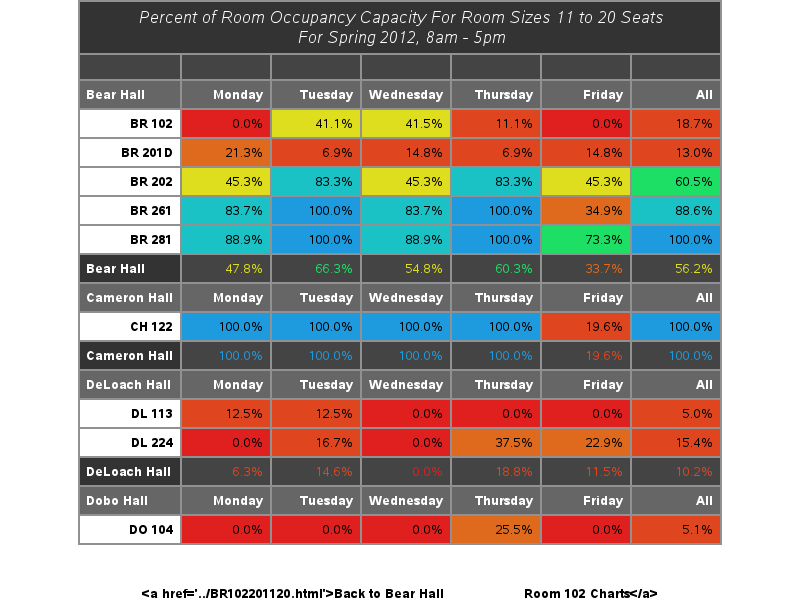 Percent of Room Occupancy Capacity For Room Sizes 11 to 20 Seats
For Spring 2012, 8am - 5pm
Bear Hall Monday Tuesday Wednesday Thursday Friday All
BR 102 0.0% 41.1% 41.5% 11.1% 0.0% 18.7%
BR 201D 21.3% 6.9% 14.8% 6.9% 14.8% 13.0%
BR 202 45.3% 83.3% 45.3% 83.3% 45.3% 60.5%
BR 261 83.7% 100.0% 83.7% 100.0% 34.9% 88.6%
BR 281 88.9% 100.0% 88.9% 100.0% 73.3% 100.0%
Bear Hall 47.8% 66.3% 54.8% 60.3% 33.7% 56.2%
Cameron Hall Monday Tuesday Wednesday Thursday Friday All
CH 122 100.0% 100.0% 100.0% 100.0% 19.6% 100.0%
Cameron Hall 100.0% 100.0% 100.0% 100.0% 19.6% 100.0%
DeLoach Hall Monday Tuesday Wednesday Thursday Friday All
DL 113 12.5% 12.5% 0.0% 0.0% 0.0% 5.0%
DL 224 0.0% 16.7% 0.0% 37.5% 22.9% 15.4%
DeLoach Hall 6.3% 14.6% 0.0% 18.8% 11.5% 10.2%
Dobo Hall Monday Tuesday Wednesday Thursday Friday All
DO 104 0.0% 0.0% 0.0% 25.5% 0.0% 5.1%
<a href='../BR102201120.html'>Back to Bear Hall Room 102 Charts</a>